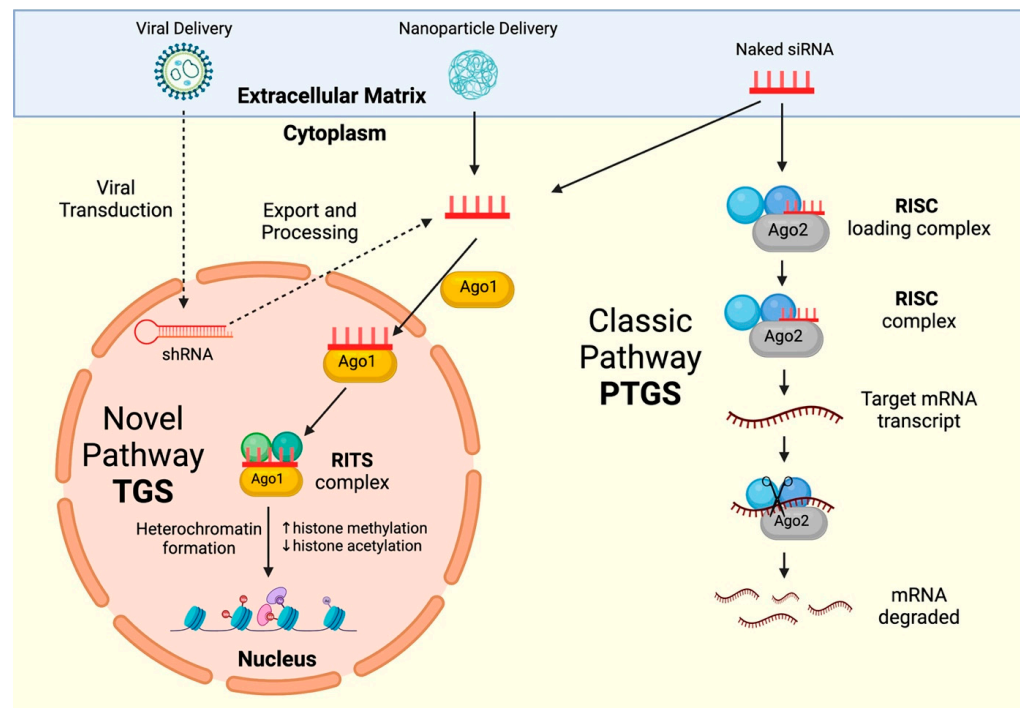 Viral Delivery
Nanoparticle Delivery
Naked siRNA
Extracellular Matrix
Cytoplasm
Viral
Transduction
Export and
Processing
Ago1
shRNA
Ago1
Novel
Pathway
TGS
Ago1
RITS
complex
Heterochromatin
formation
↑histone methylation
↓histone acetylation
Nucleus
Classic
Pathway
PTGS
Ago2
RISC
loading complex
Ago2
RISC
complex
Target mRNA
transcript
Ago2
mRNA
degraded